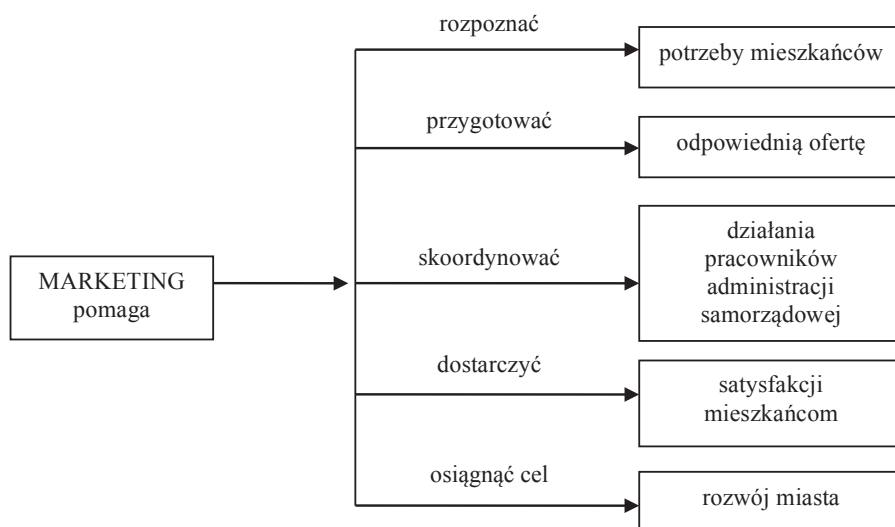 rozpoznać
potrzeby mieszkańców
przygotować
odpowiednią ofertę
MARKETING
pomaga
skoordynować
działania
pracowników
administracji
samorządowej
dostarczyć
satysfakcji
mieszkańcom
osiągnąć cel
rozwój miasta